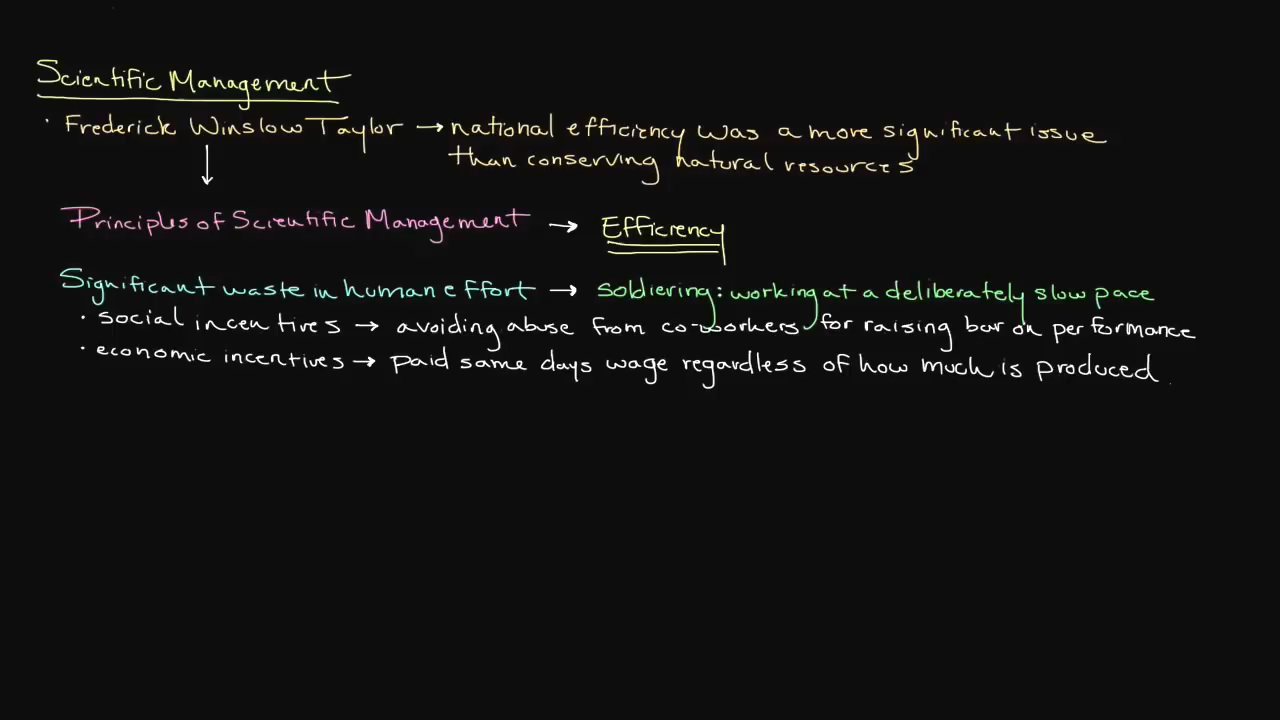 Scientific Management
· Frederick Winslow Taylor → national efficiency was a more significant issue
than conserving natural resources
↓
Principles of Scientific Management → Efficiency
Significant waste in human effort → soldiering: working at a deliberately slow pace
· social incentives → avoiding abuse from co-workers for raising bar on performance
· economic incentives → paid same days wage regardless of how much is produced